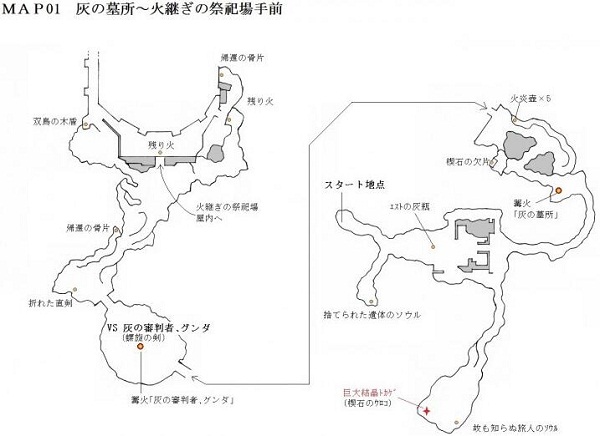 MAP01 灰の墓所～火継ぎの祭祀場手前
帰還の骨片
残り火
双鳥の木盾
残り火
火継ぎの祭祀場
屋内へ
帰還の骨片
折れた直剣
VS 灰の審判者、グンダ
(螺旋の剣)
篝火「灰の審判者、グンダ」
火炎壺×5
楔石の欠片
篝火
「灰の墓所」
スタート地点
ｴｽﾄの灰瓶
捨てられた遺体のソウル
巨大結晶ﾄｶｹﾞ
(楔石のｳﾛｺ)
故も知らぬ旅人のｿｳﾙ